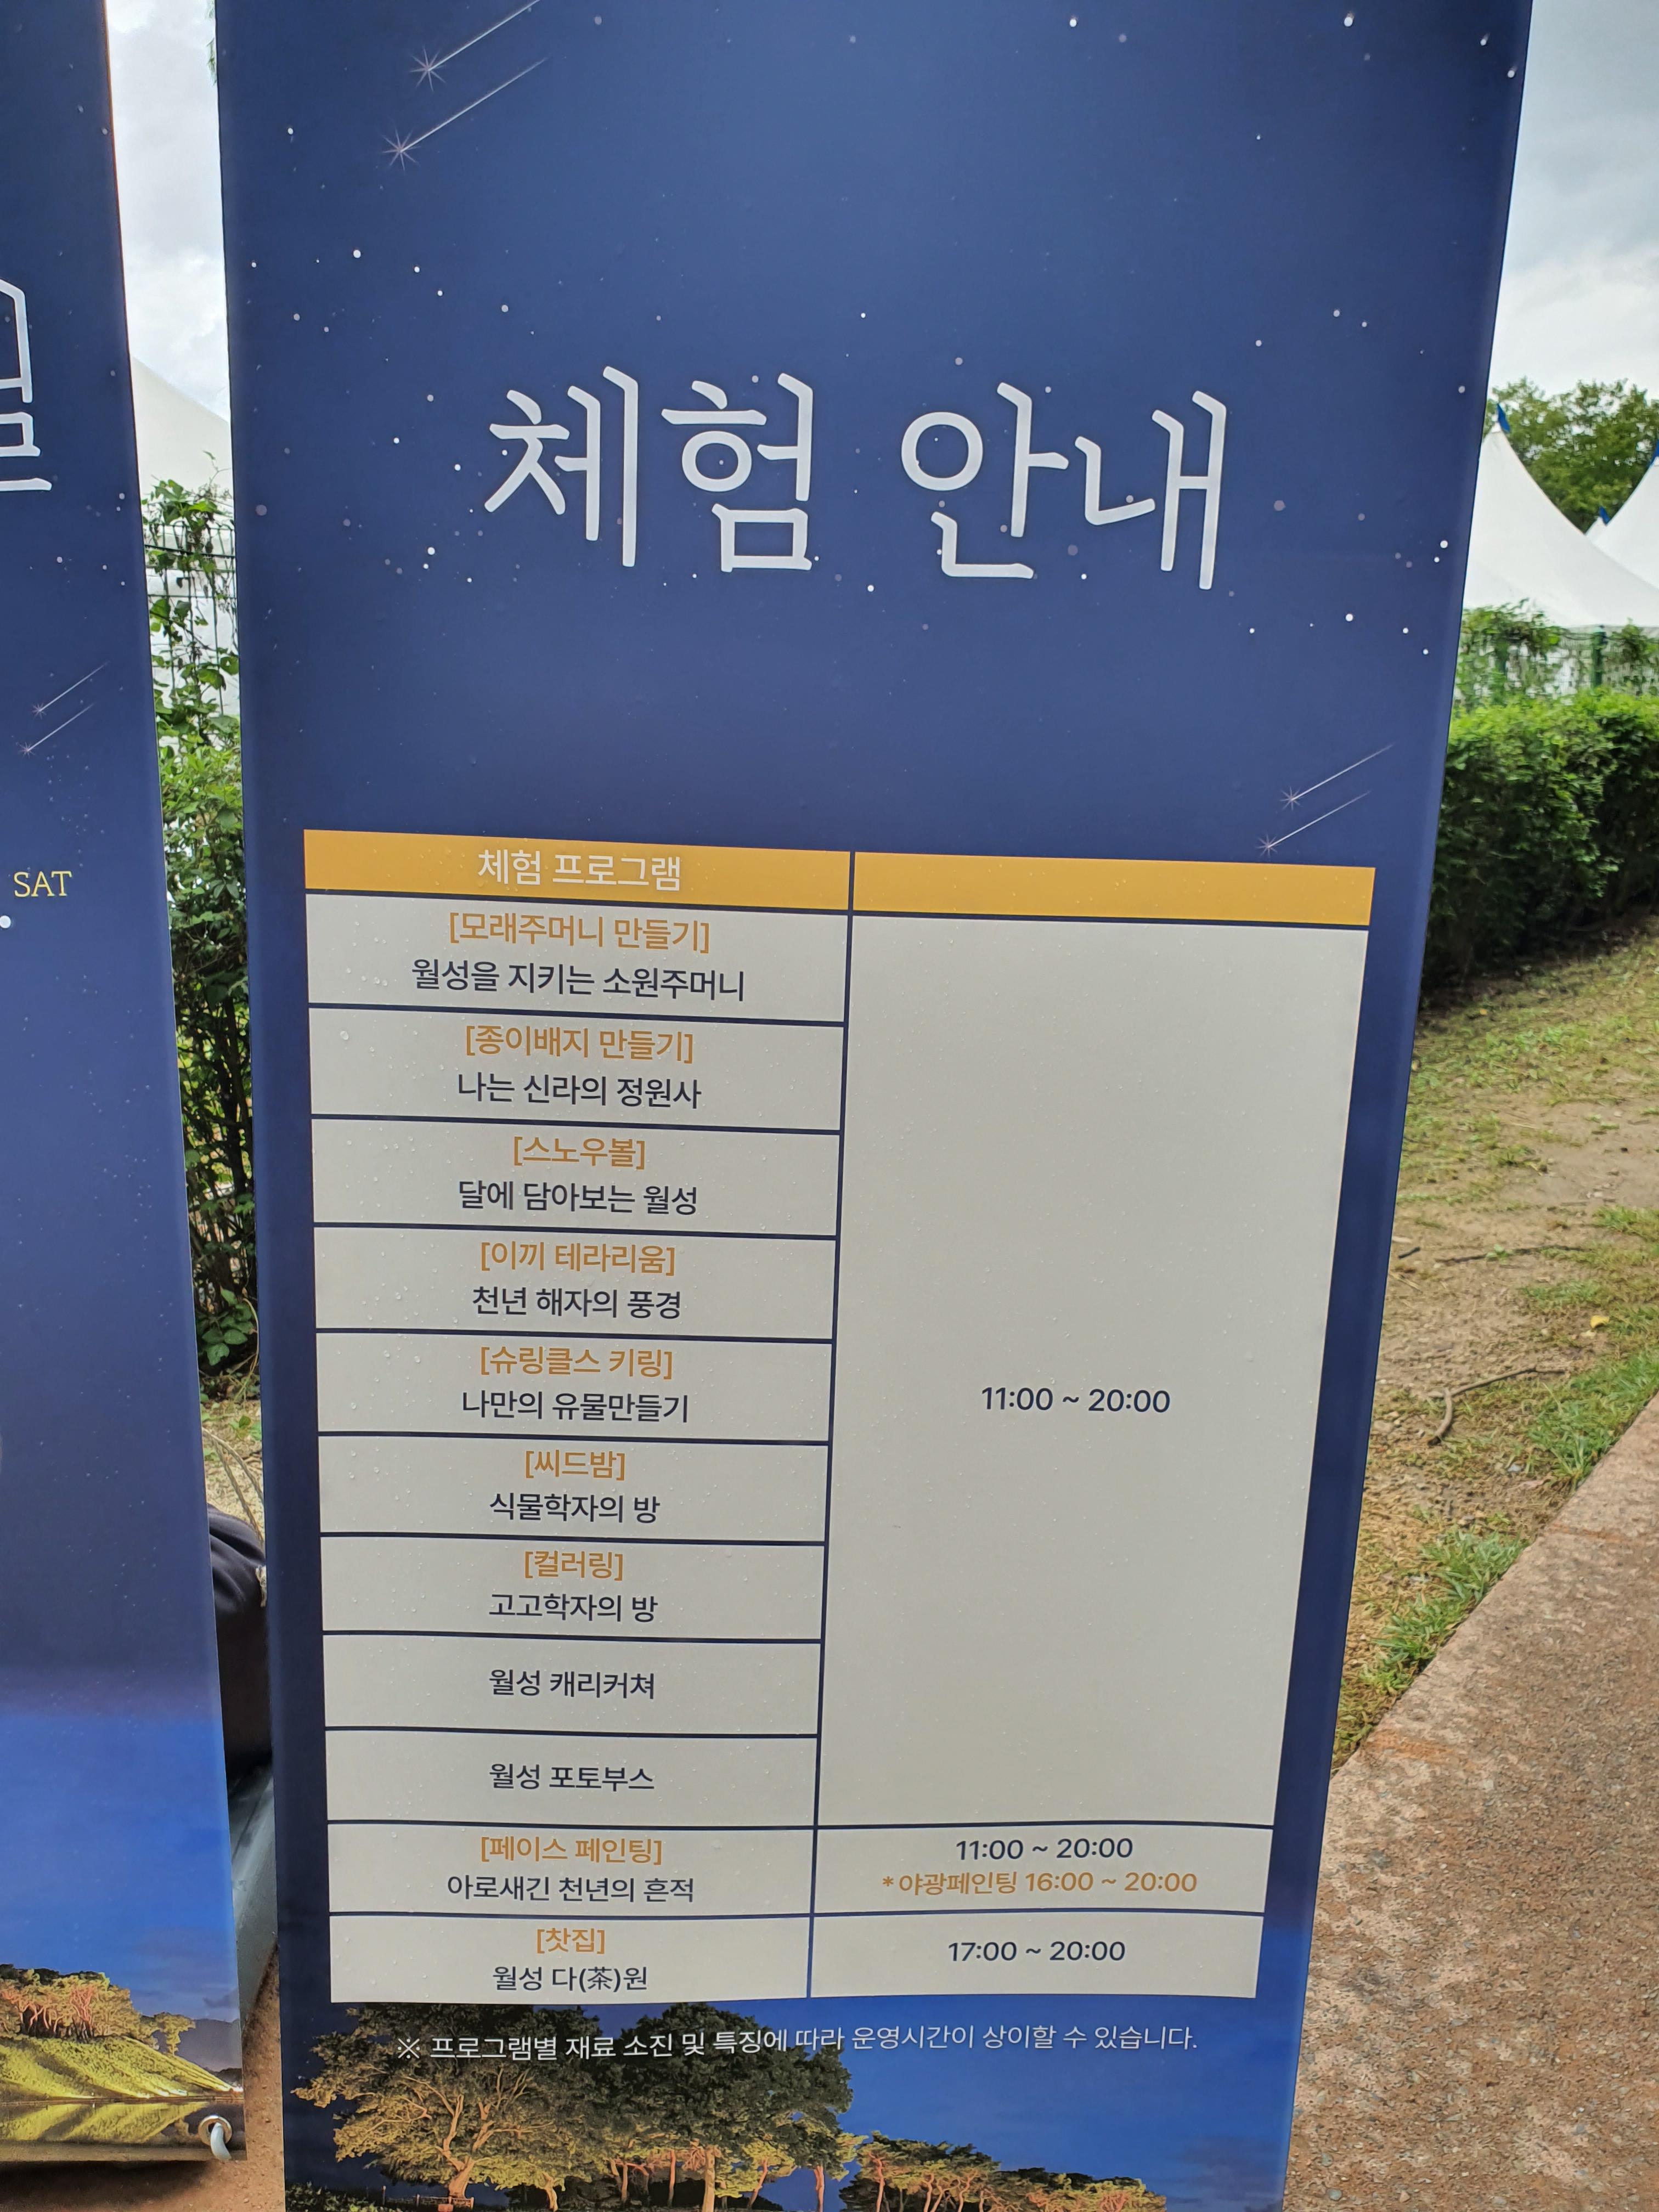 SAT
체험 안내
체험 프로그램
[모래주머니 만들기]
월성을 지키는 소원주머니
[종이배지 만들기]
나는 신라의 정원사
[스노우볼]
달에 담아보는 월성
[이끼 테라리움]
천년 해자의 풍경
[슈링클스 키링]
나만의 유물만들기
[씨드밤]
식물학자의 방
[컬러링]
고고학자의 방
월성 캐리커쳐
월성 포토부스
11:00 ~ 20:00
[페이스 페인팅]
아로새긴 천년의 흔적
11:00 ~ 20:00
*야광페인팅 16:00 ~ 20:00
[찻집]
월성 다(茶)원
17:00 ~ 20:00
※ 프로그램별 재료 소진 및 특징에 따라 운영시간이 상이할 수 있습니다.